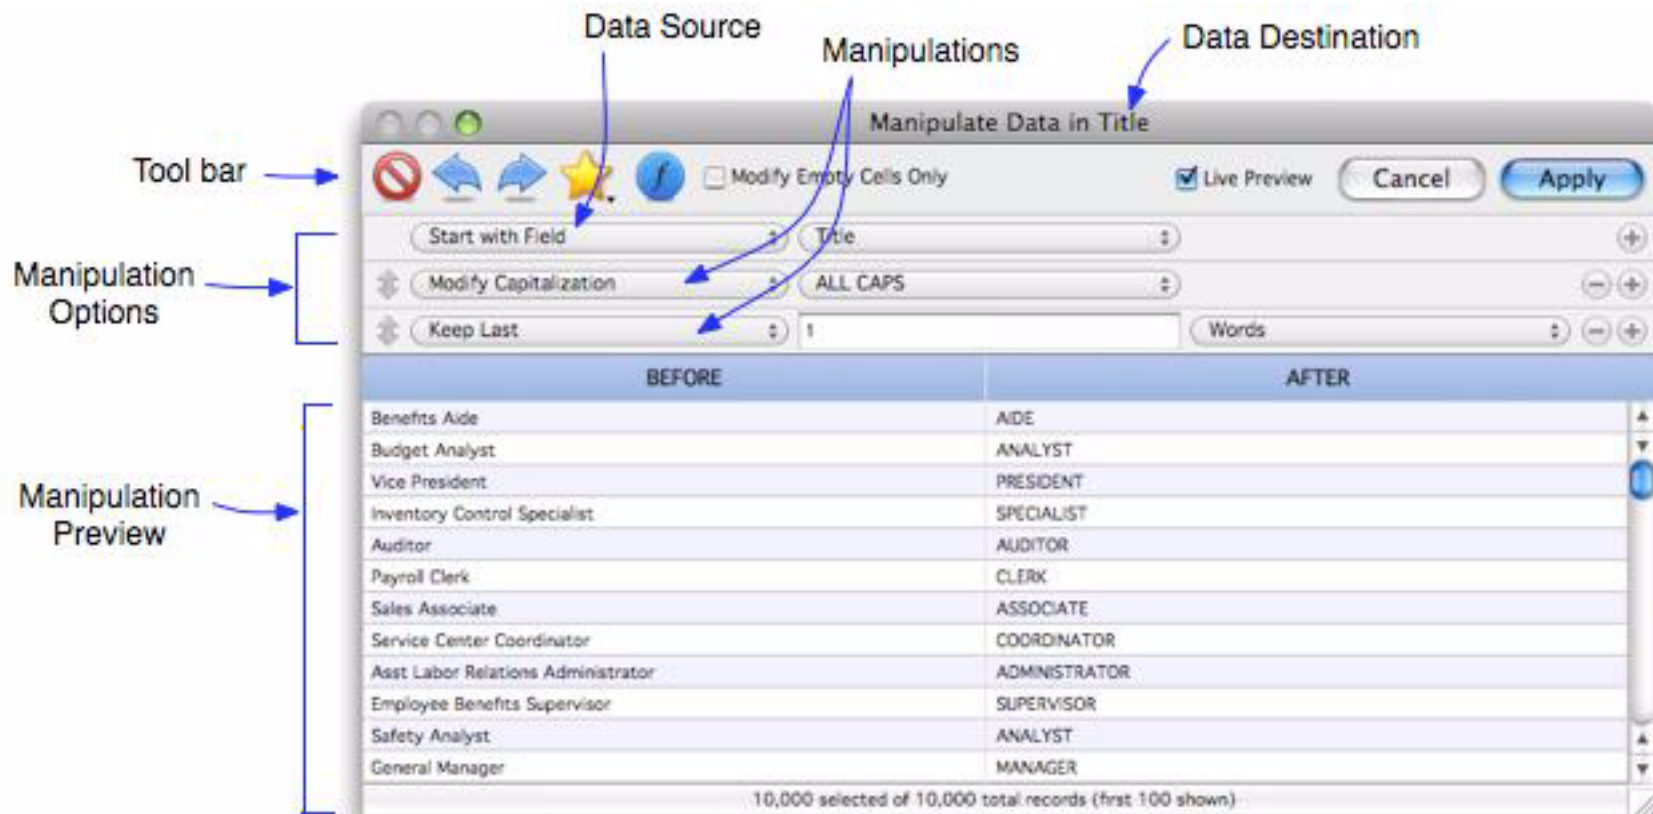 Data Source
Manipulations
Data Destination
Manipulate Data in Title
Tool bar
f
Modify Empty Cells Only
Live Preview
Cancel
Apply
Manipulation
Options
Start with Field
Title
Modify Capitalization
ALL CAPS
Keep Last
1
Words
BEFORE
AFTER
Manipulation
Preview
Benefits Aide
AIDE
Budget Analyst
ANALYST
Vice President
PRESIDENT
Inventory Control Specialist
SPECIALIST
Auditor
AUDITOR
Payroll Clerk
CLERK
Sales Associate
ASSOCIATE
Service Center Coordinator
COORDINATOR
Asst Labor Relations Administrator
ADMINISTRATOR
Employee Benefits Supervisor
SUPERVISOR
Safety Analyst
ANALYST
General Manager
MANAGER
10,000 selected of 10,000 total records (first 100 shown)